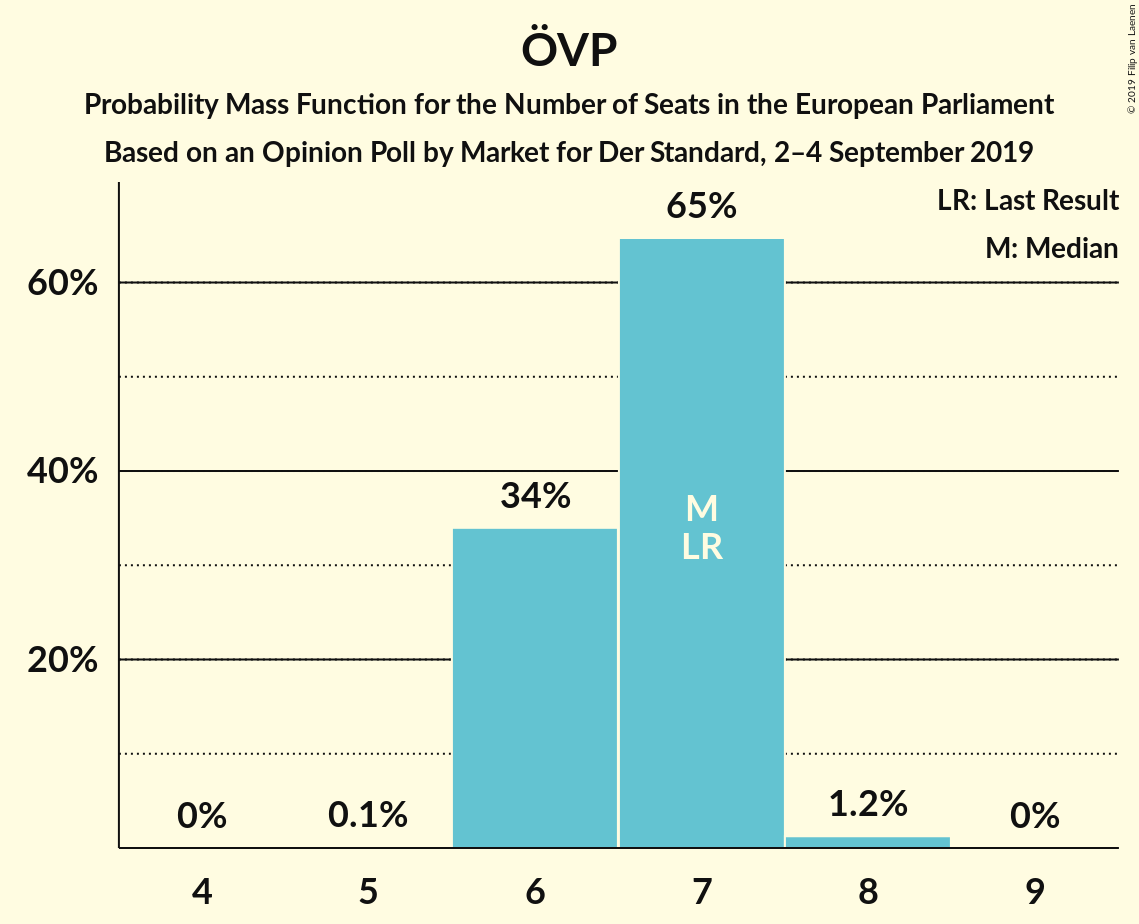 ÖVP
Probability Mass Function for the Number of Seats in the European Parliament
Based on an Opinion Poll by Market for Der Standard, 2–4 September 2019
© 2019 Filip van Laenen
LR: Last Result
M: Median
65%
60%
40%
34%
M
LR
20%
0%
0.1%
1.2%
0%
4
5
6
7
8
9